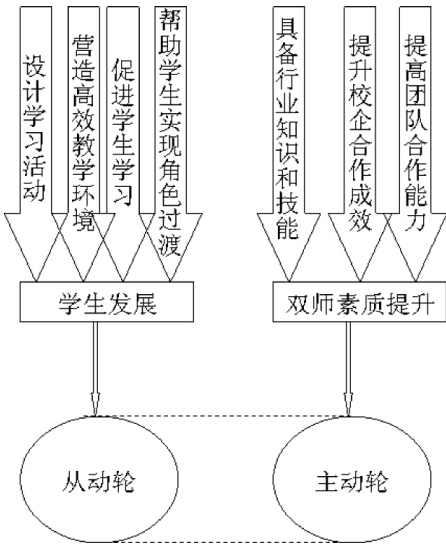 设计学习活动
营造高效教学环境
促进学生学习
帮助学生实现角色过渡
具备行业知识和技能
提升校企合作成效
提高团队合作能力
学生发展
双师素质提升
从动轮
主动轮